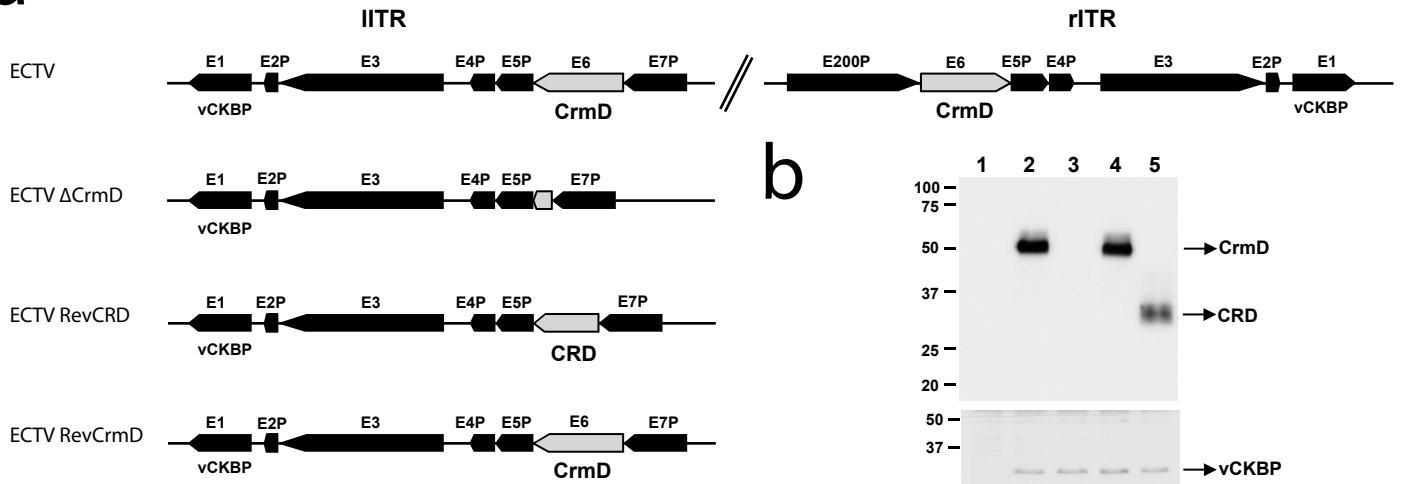 a
lITR
rITR
ECTV
E1 E2P E3 E4P E5P E6 E7P
E200P E6 E5P E4P E3 E2P E1
vCKBP CrmD
CrmD vCKBP
ECTV ΔCrmD
E1 E2P E3 E4P E5P E7P
vCKBP
ECTV RevCRD
E1 E2P E3 E4P E5P E7P
vCKBP CRD
ECTV RevCrmD
E1 E2P E3 E4P E5P E6 E7P
vCKBP CrmD
b
1 2 3 4 5
100
75
50 CrmD
37
CRD
25
20
50
37
vCKBP